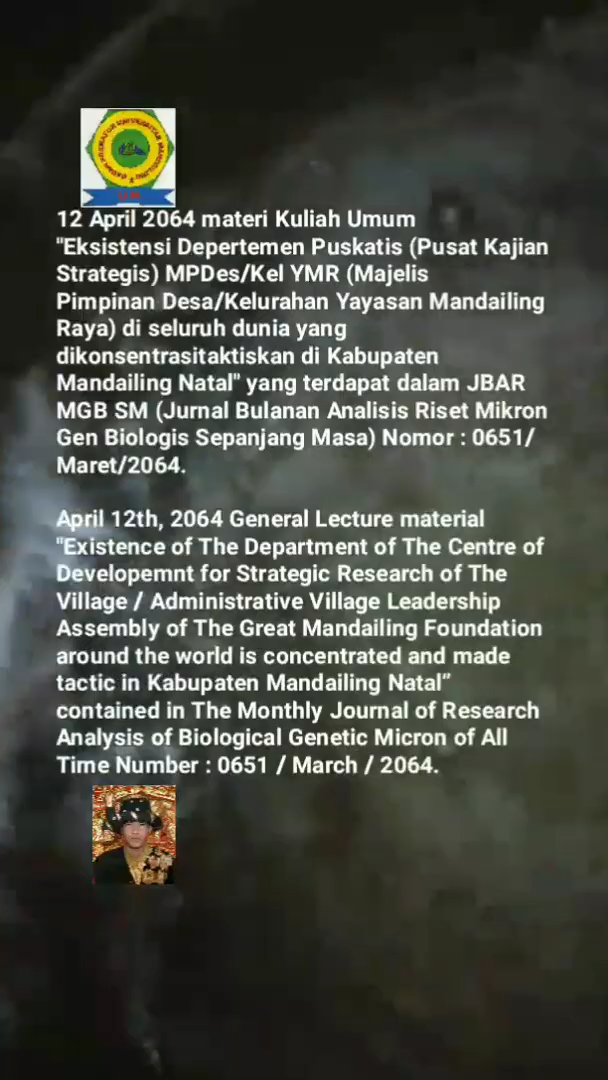 12 April 2064 materi Kuliah Umum
"Eksistensi Depertemen Puskatis (Pusat Kajian
Strategis) MPDes/Kel YMR (Majelis
Pimpinan Desa/Kelurahan Yayasan Mandailing
Raya) di seluruh dunia yang
dikonsentrasitaktiskan di Kabupaten
Mandailing Natal" yang terdapat dalam JBAR
MGB SM (Jurnal Bulanan Analisis Riset Mikron
Gen Biologis Sepanjang Masa) Nomor : 0651/
Maret/2064.
April 12th, 2064 General Lecture material
"Existence of The Department of The Centre of
Developemnt for Strategic Research of The
Village / Administrative Village Leadership
Assembly of The Great Mandailing Foundation
around the world is concentrated and made
tactic in Kabupaten Mandailing Natal”
contained in The Monthly Journal of Research
Analysis of Biological Genetic Micron of All
Time Number : 0651 / March / 2064.